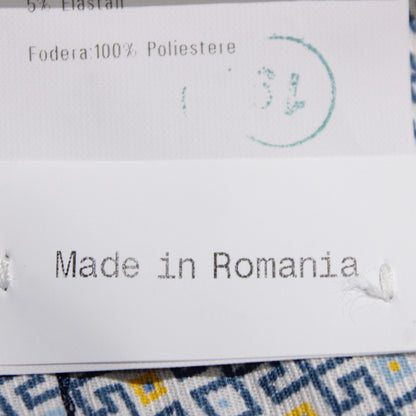 5% Elastan
Fodera:100% Poliestere
Made in Romania